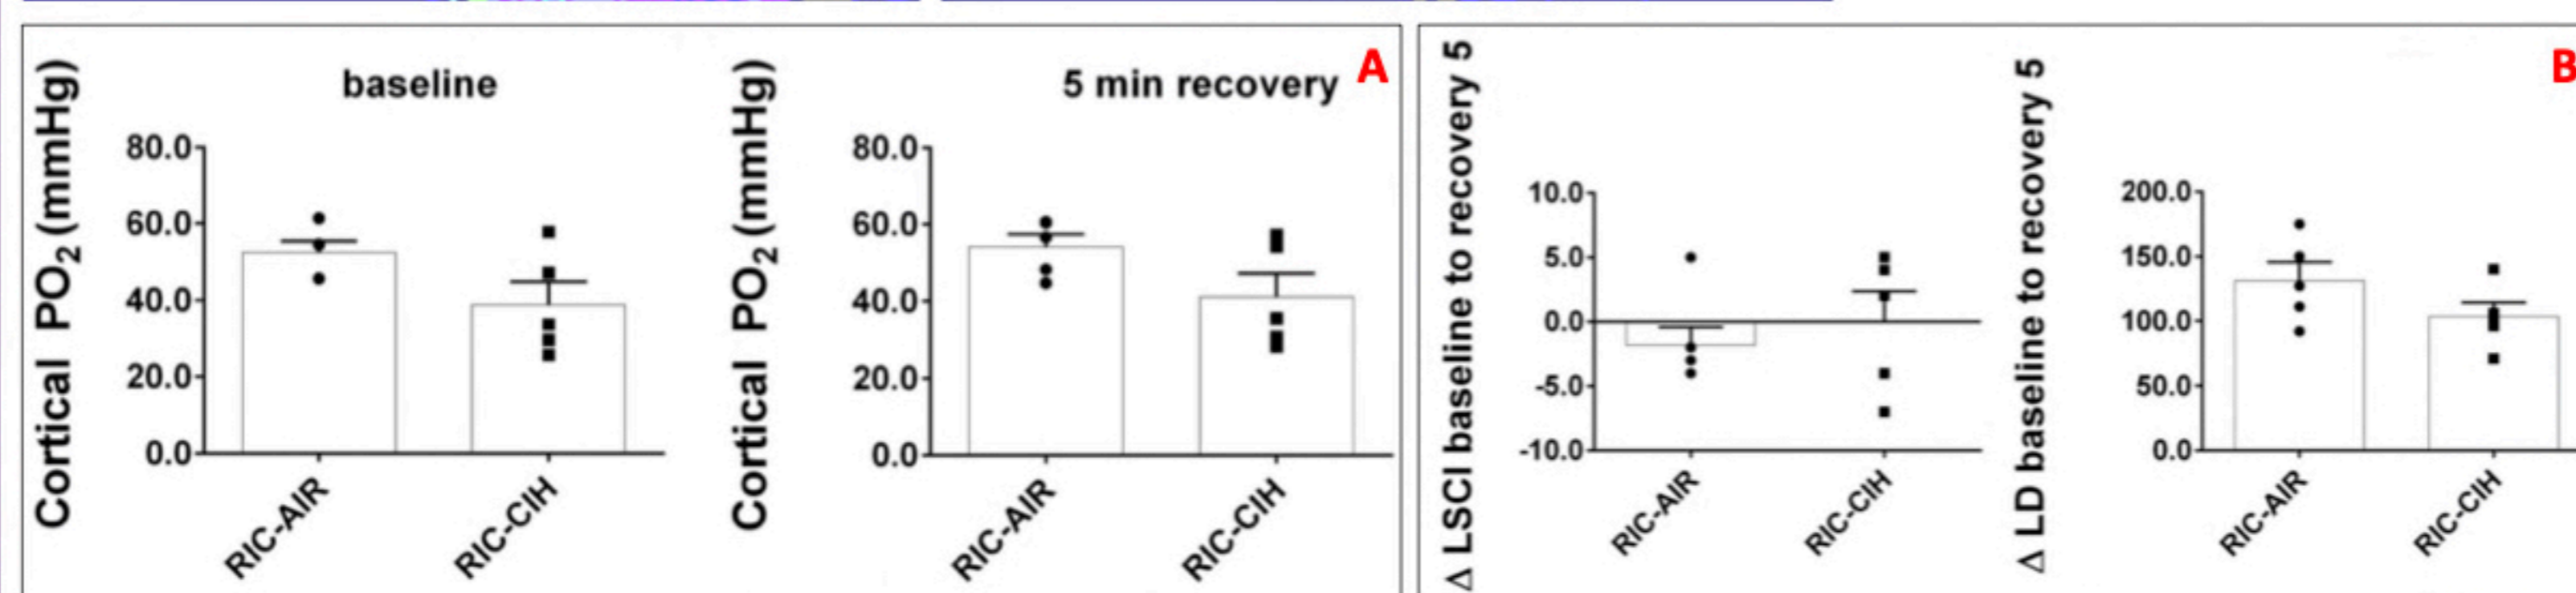 baseline
Cortical PO2 (mmHg)
80.0
60.0
40.0
20.0
0.0
RIC-AIR
RIC-CIH
5 min recovery
A
Cortical PO2 (mmHg)
80.0
60.0
40.0
20.0
0.0
RIC-AIR
RIC-CIH
Δ LSCI baseline to recovery 5
10.0
5.0
0.0
-5.0
-10.0
RIC-AIR
RIC-CIH
B
Δ LD baseline to recovery 5
200.0
150.0
100.0
50.0
0.0
RIC-AIR
RIC-CIH